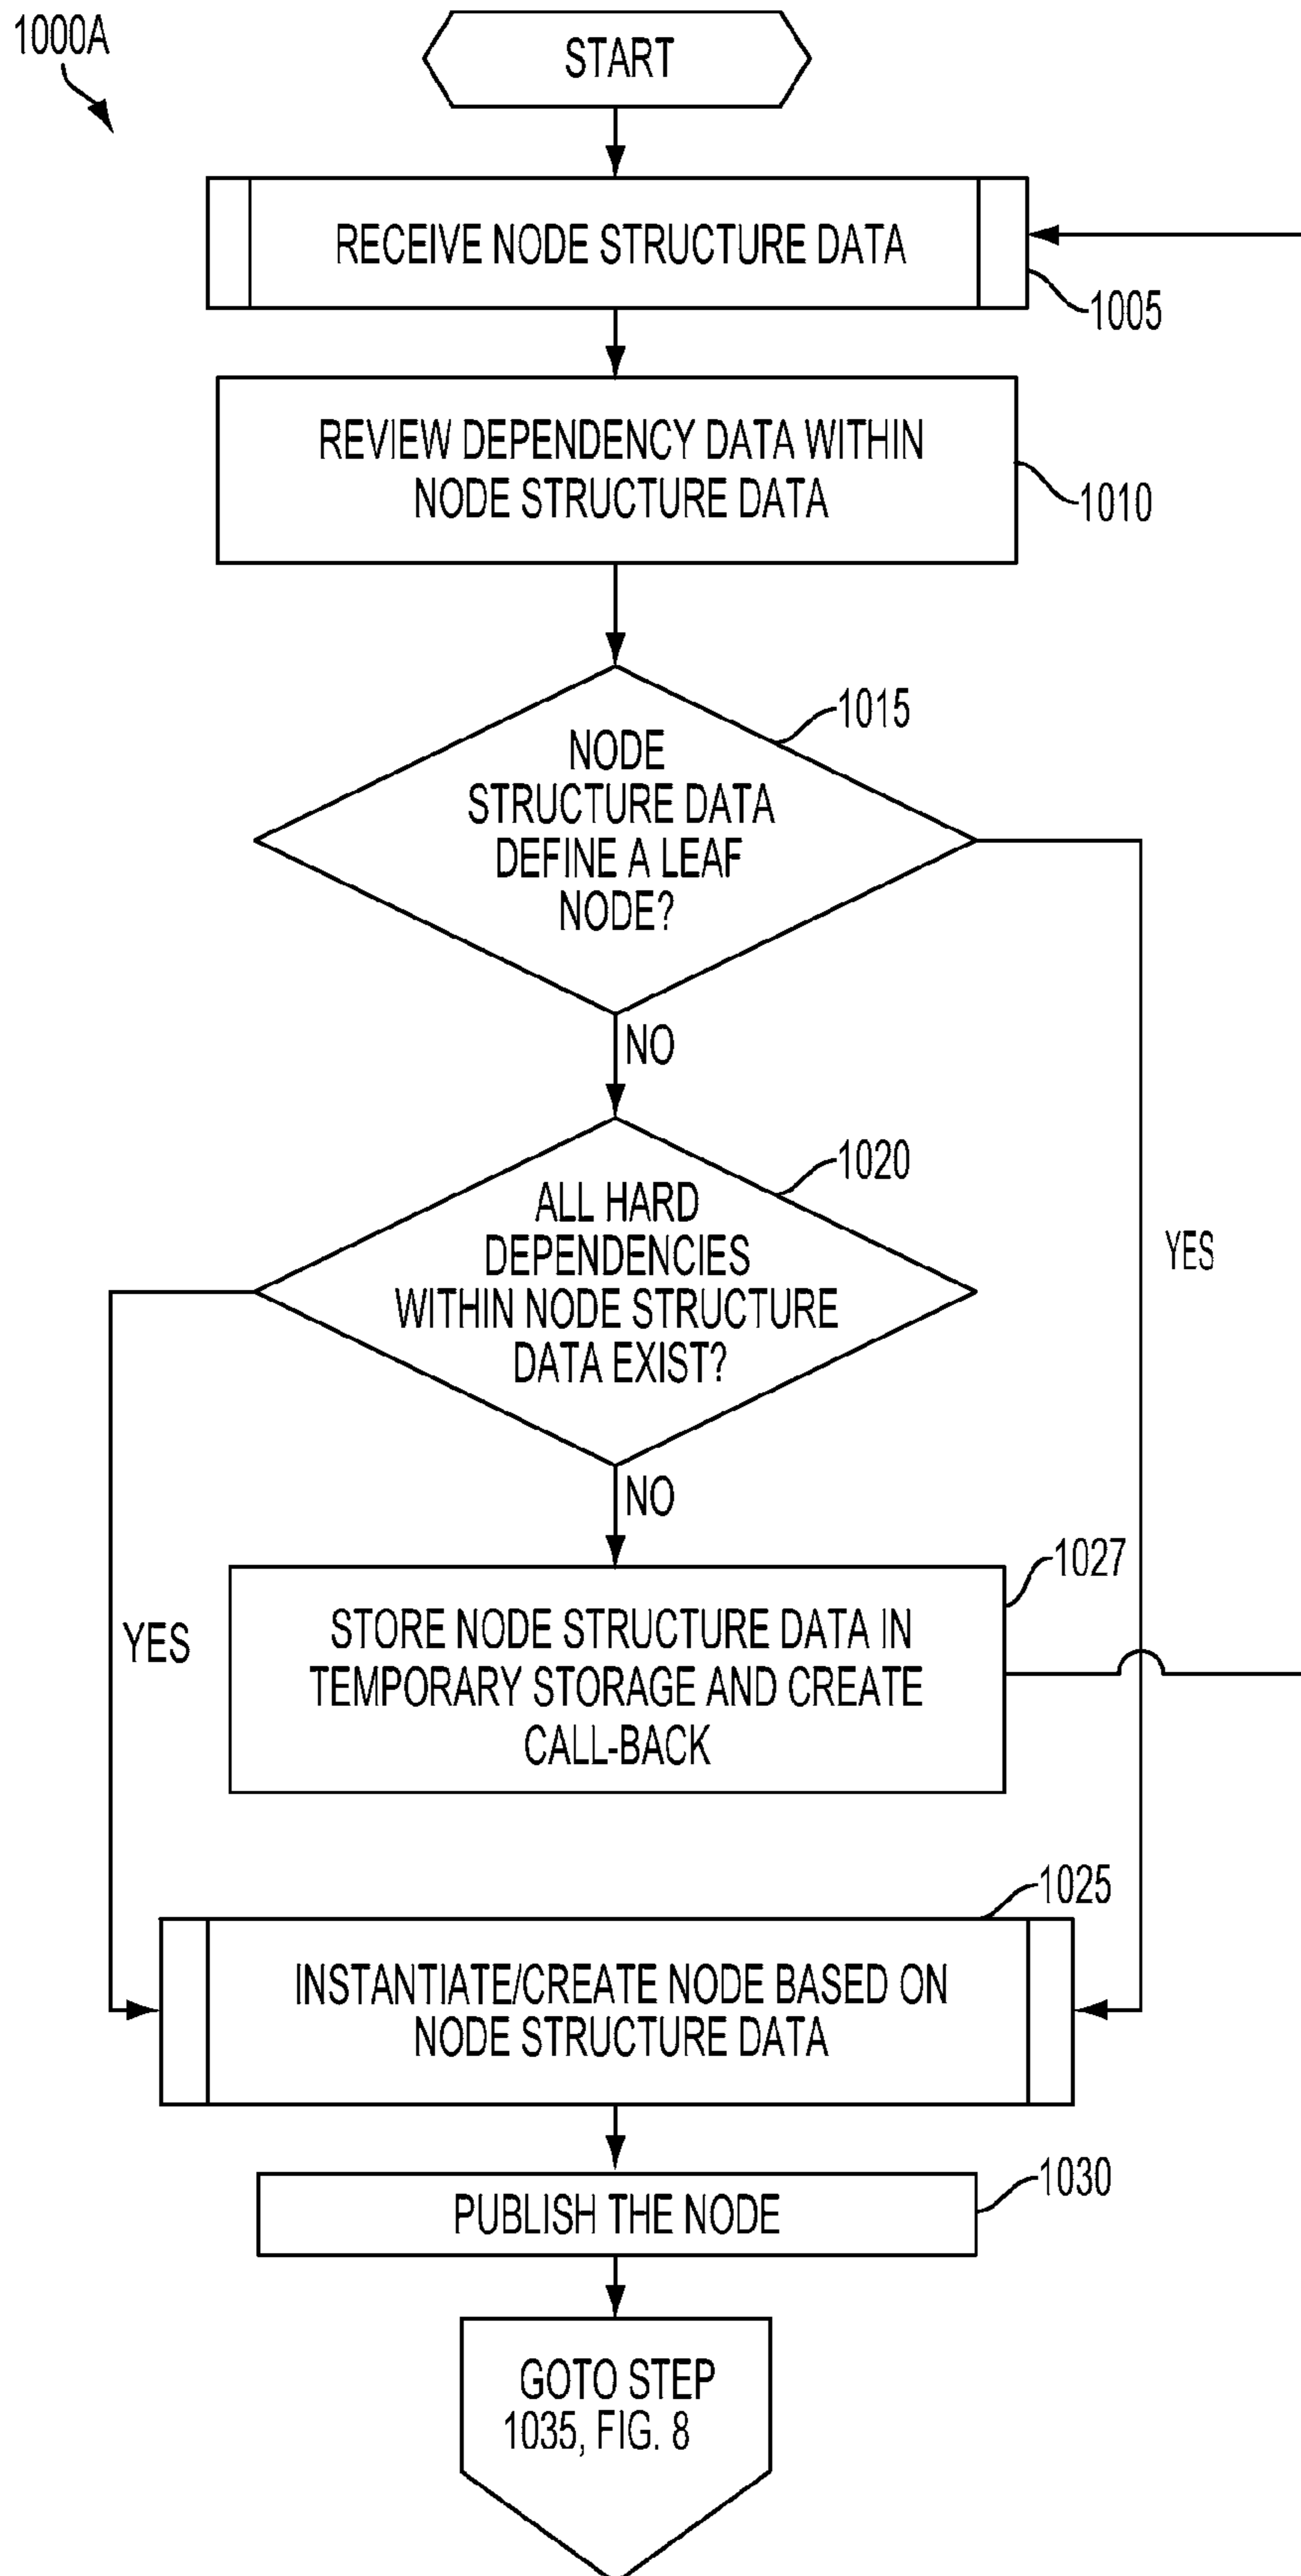 1000A
START
RECEIVE NODE STRUCTURE DATA
1005
REVIEW DEPENDENCY DATA WITHIN
NODE STRUCTURE DATA
1010
1015
NODE
STRUCTURE DATA
DEFINE A LEAF
NODE?
NO
1020
ALL HARD
DEPENDENCIES
WITHIN NODE STRUCTURE
DATA EXIST?
YES
NO
1027
STORE NODE STRUCTURE DATA IN
TEMPORARY STORAGE AND CREATE
CALL-BACK
YES
1025
INSTANTIATE/CREATE NODE BASED ON
NODE STRUCTURE DATA
1030
PUBLISH THE NODE
GOTO STEP
1035, FIG. 8